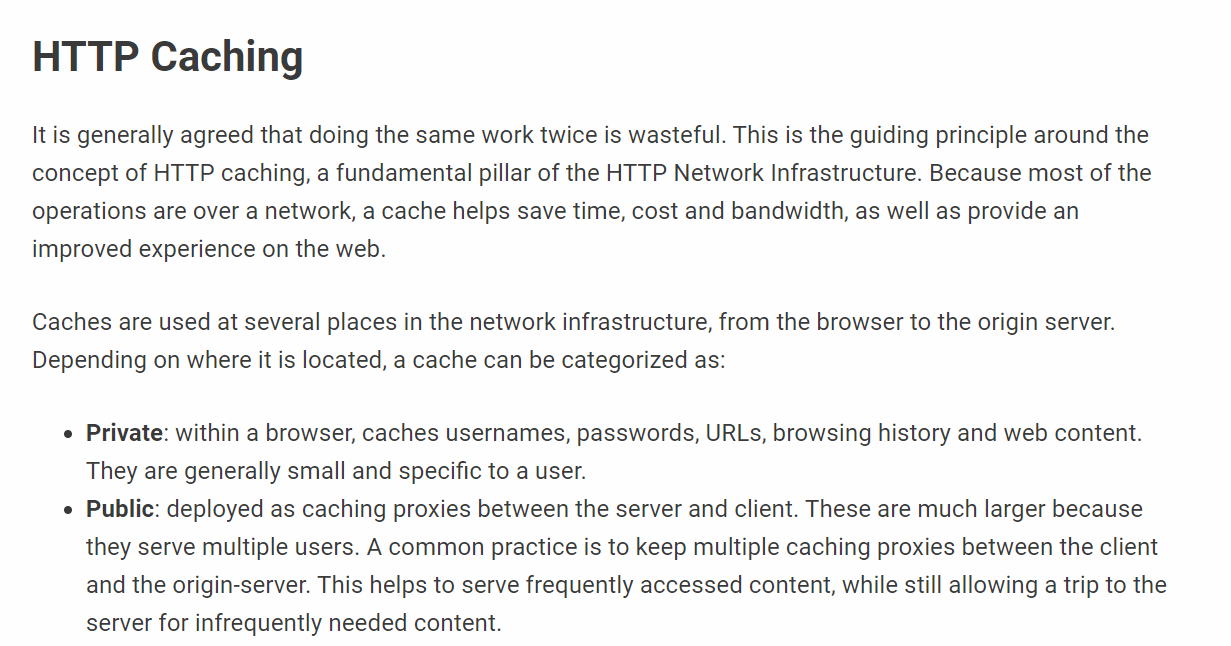 HTTP Caching
It is generally agreed that doing the same work twice is wasteful. This is the guiding principle around the
concept of HTTP caching, a fundamental pillar of the HTTP Network Infrastructure. Because most of the
operations are over a network, a cache helps save time, cost and bandwidth, as well as provide an
improved experience on the web.
Caches are used at several places in the network infrastructure, from the browser to the origin server.
Depending on where it is located, a cache can be categorized as:
• Private: within a browser, caches usernames, passwords, URLs, browsing history and web content.
They are generally small and specific to a user.
• Public: deployed as caching proxies between the server and client. These are much larger because
they serve multiple users. A common practice is to keep multiple caching proxies between the client
and the origin-server. This helps to serve frequently accessed content, while still allowing a trip to the
server for infrequently needed content.